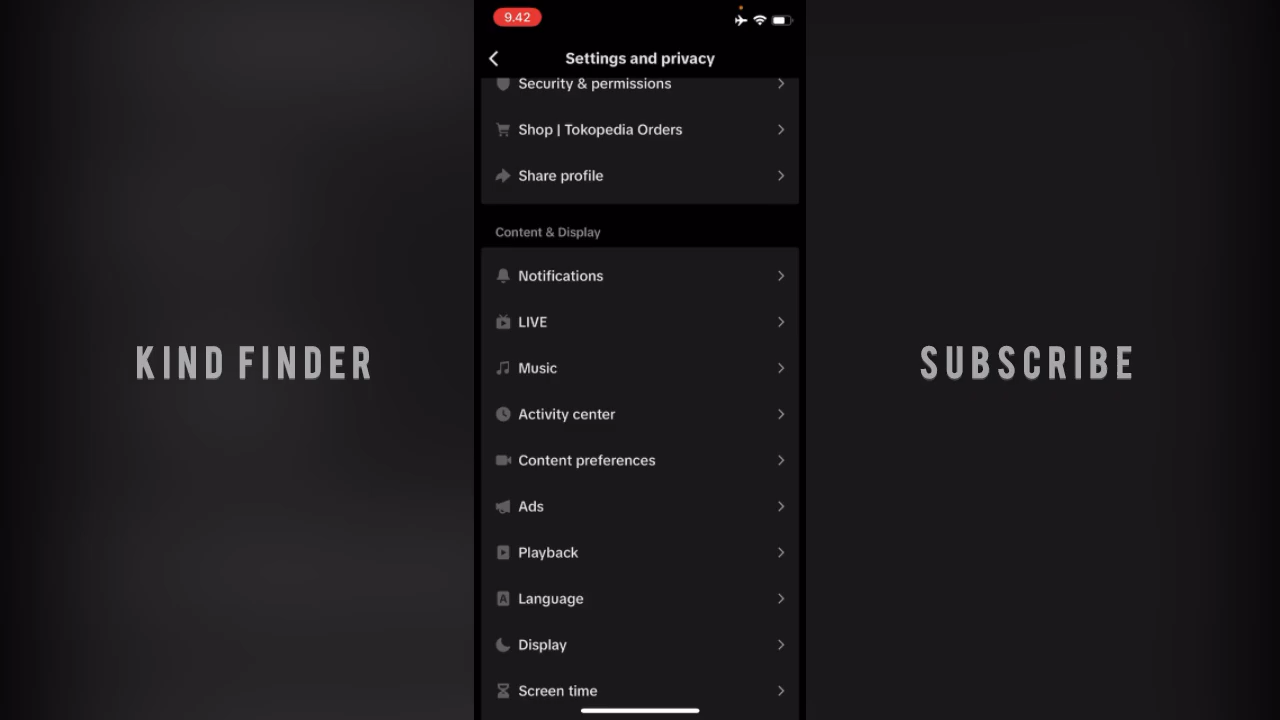 9.42
Settings and privacy
Security & permissions
Shop | Tokopedia Orders
Share profile
Content & Display
Notifications
LIVE
Music
Activity center
Content preferences
Ads
Playback
Language
Display
Screen time
KIND FINDER
SUBSCRIBE